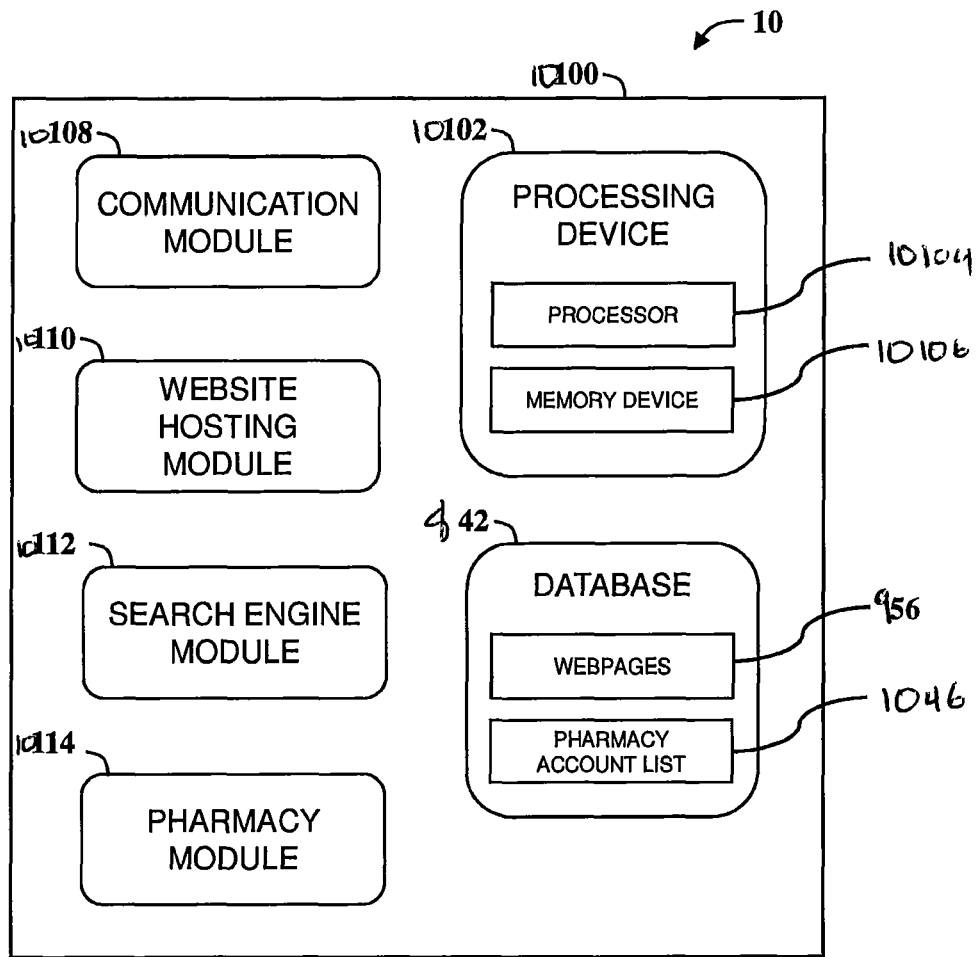 10
10100
10108
COMMUNICATION
MODULE
10102
PROCESSING
DEVICE
PROCESSOR
10104
MEMORY DEVICE
10106
10110
WEBSITE
HOSTING
MODULE
942
DATABASE
WEBPAGES
956
PHARMACY
ACCOUNT LIST
1046
10112
SEARCH ENGINE
MODULE
10114
PHARMACY
MODULE